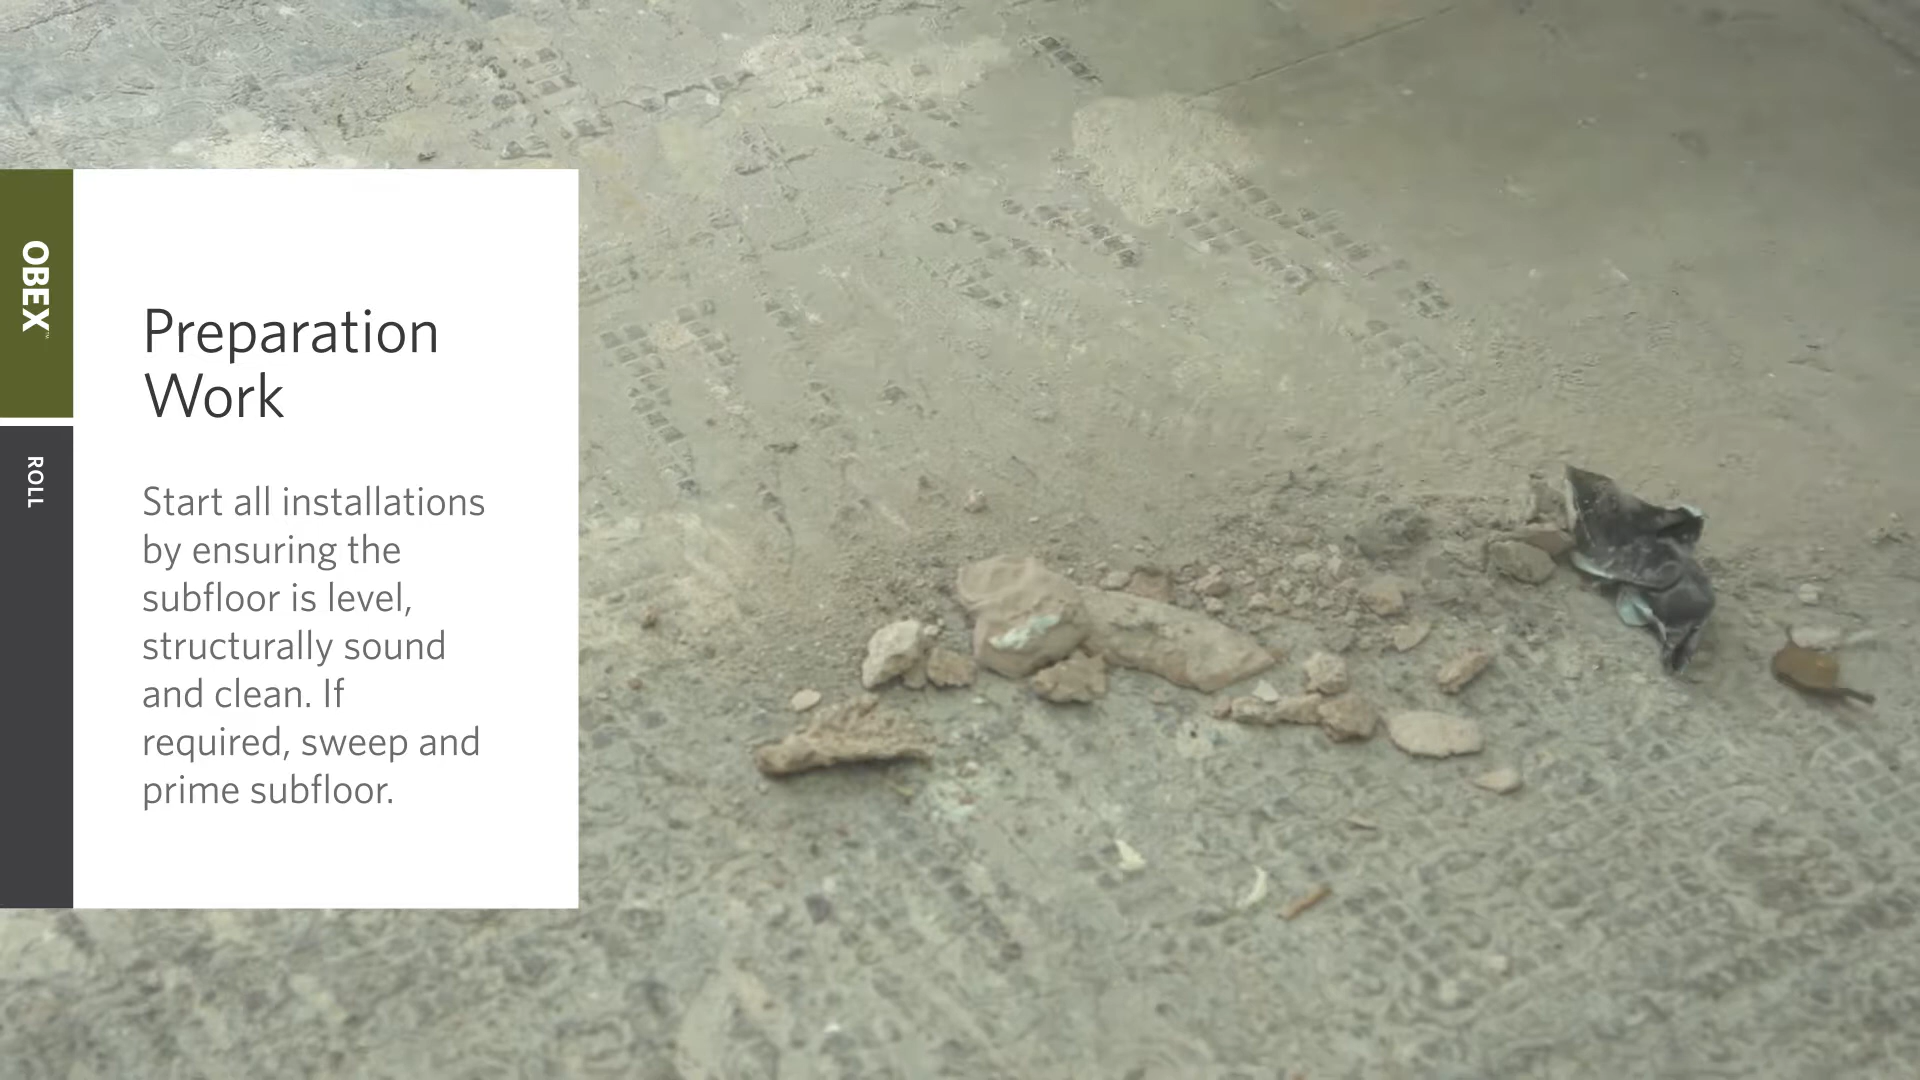 OBEX™
ROLL
Preparation
Work
Start all installations
by ensuring the
subfloor is level,
structurally sound
and clean. If
required, sweep and
prime subfloor.